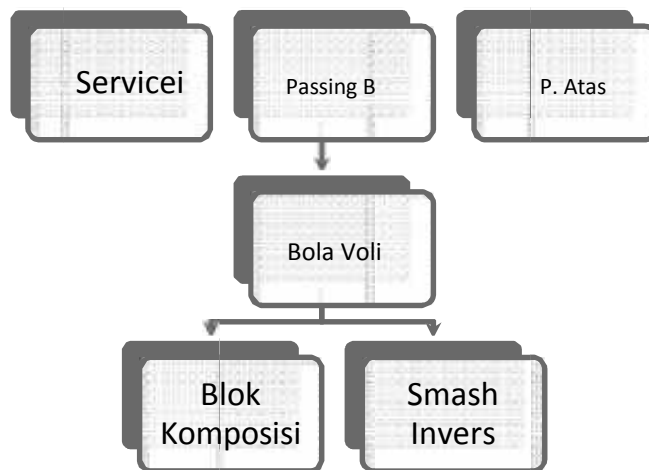 Servicei
Passing B
P. Atas
Bola Voli
Blok
Komposisi
Smash
Invers